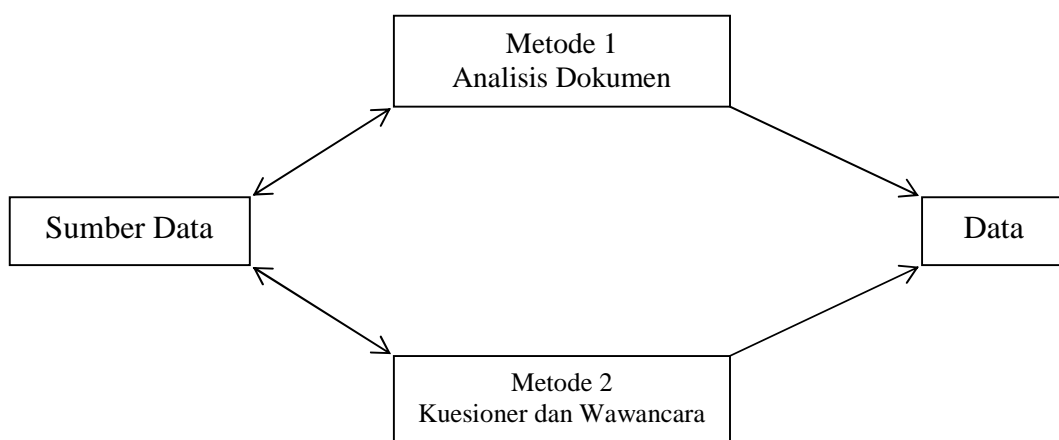 Metode 1
Analisis Dokumen
Sumber Data
Data
Metode 2
Kuesioner dan Wawancara